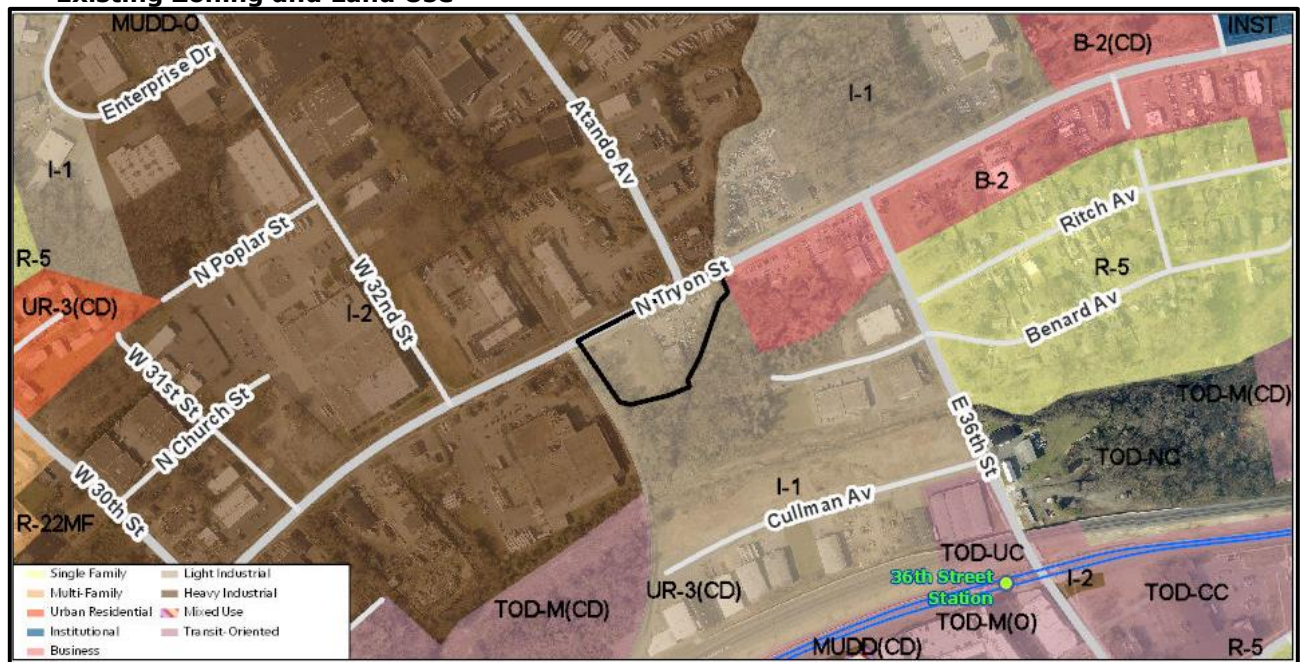 Existing Zoning and Land Use
MUDD-O
INST
B-2(CD)
Enterprise Dr
Atando Av
I-1
I-1
B-2
Ritch Av
N Poplar St
R-5
W 32nd St
N Tryon St
R-5
UR-3(CD)
I-2
Benard Av
W 31st St
N Church St
TOD-M(CD)
E 36th St
TOD-NC
W 30th St
I-1
Cullman Av
R-22MF
TOD-UC
36th Street
Station
I-2
UR-3(CD)
TOD-CC
TOD-M(CD)
TOD-M(O)
MUDD(CD)
R-5
Single Family
Multi-Family
Urban Residential
Institutional
Business
Light Industrial
Heavy Industrial
Mixed Use
Transit-Oriented